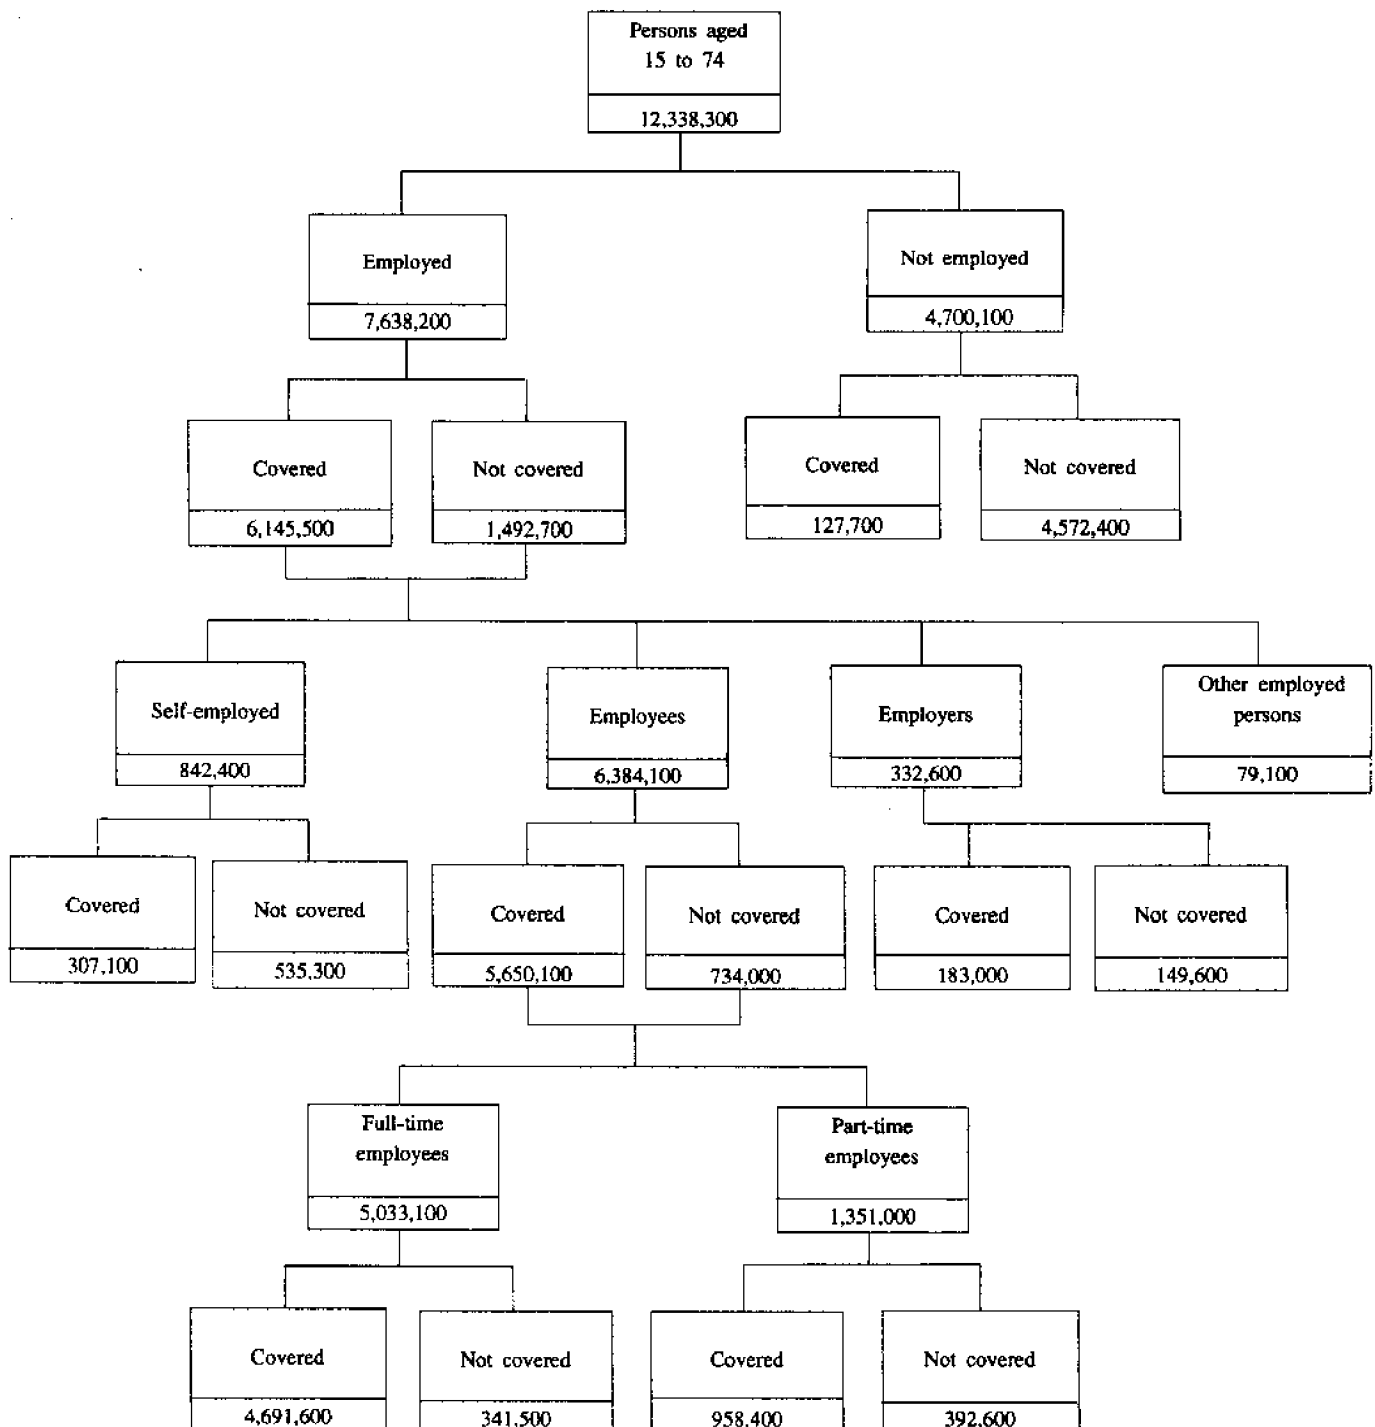 Persons aged
15 to 74
12,338,300
Employed
7,638,200
Not employed
4,700,100
Covered
6,145,500
Not covered
1,492,700
Covered
127,700
Not covered
4,572,400
Self-employed
842,400
Employees
6,384,100
Employers
332,600
Other employed
persons
79,100
Covered
307,100
Not covered
535,300
Covered
5,650,100
Not covered
734,000
Covered
183,000
Not covered
149,600
Full-time
employees
5,033,100
Part-time
employees
1,351,000
Covered
4,691,600
Not covered
341,500
Covered
958,400
Not covered
392,600